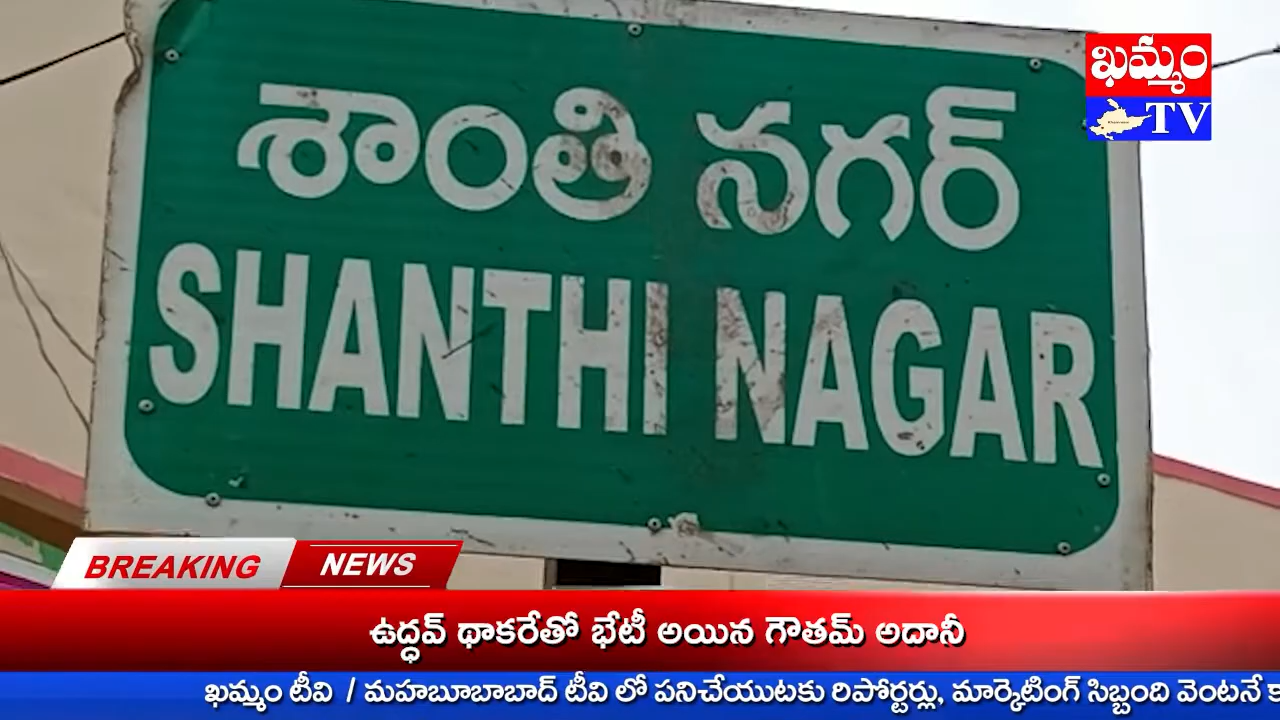 ఖమ్మం
TV
శాంతి నగర్
SHANTHI NAGAR
BREAKING NEWS
ఉద్ధవ్ థాకరేతో భేటీ అయిన గౌతమ్ అదానీ
ఖమ్మం టీవి / మహబూబాబాద్ టీవి లో పనిచేయుటకు రిపోర్టర్లు, మార్కెటింగ్ సిబ్బంది వెంటనే